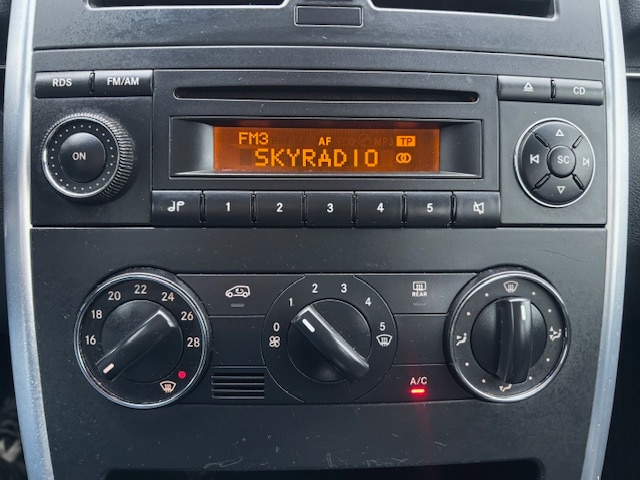 RDS FM/AM CD
FM3 AF MP3 TP
ON SKYRADIO SC
1 2 3 4 5
20 22 24
18 26
16 28
0 1 2 3 4 5
REAR
A/C